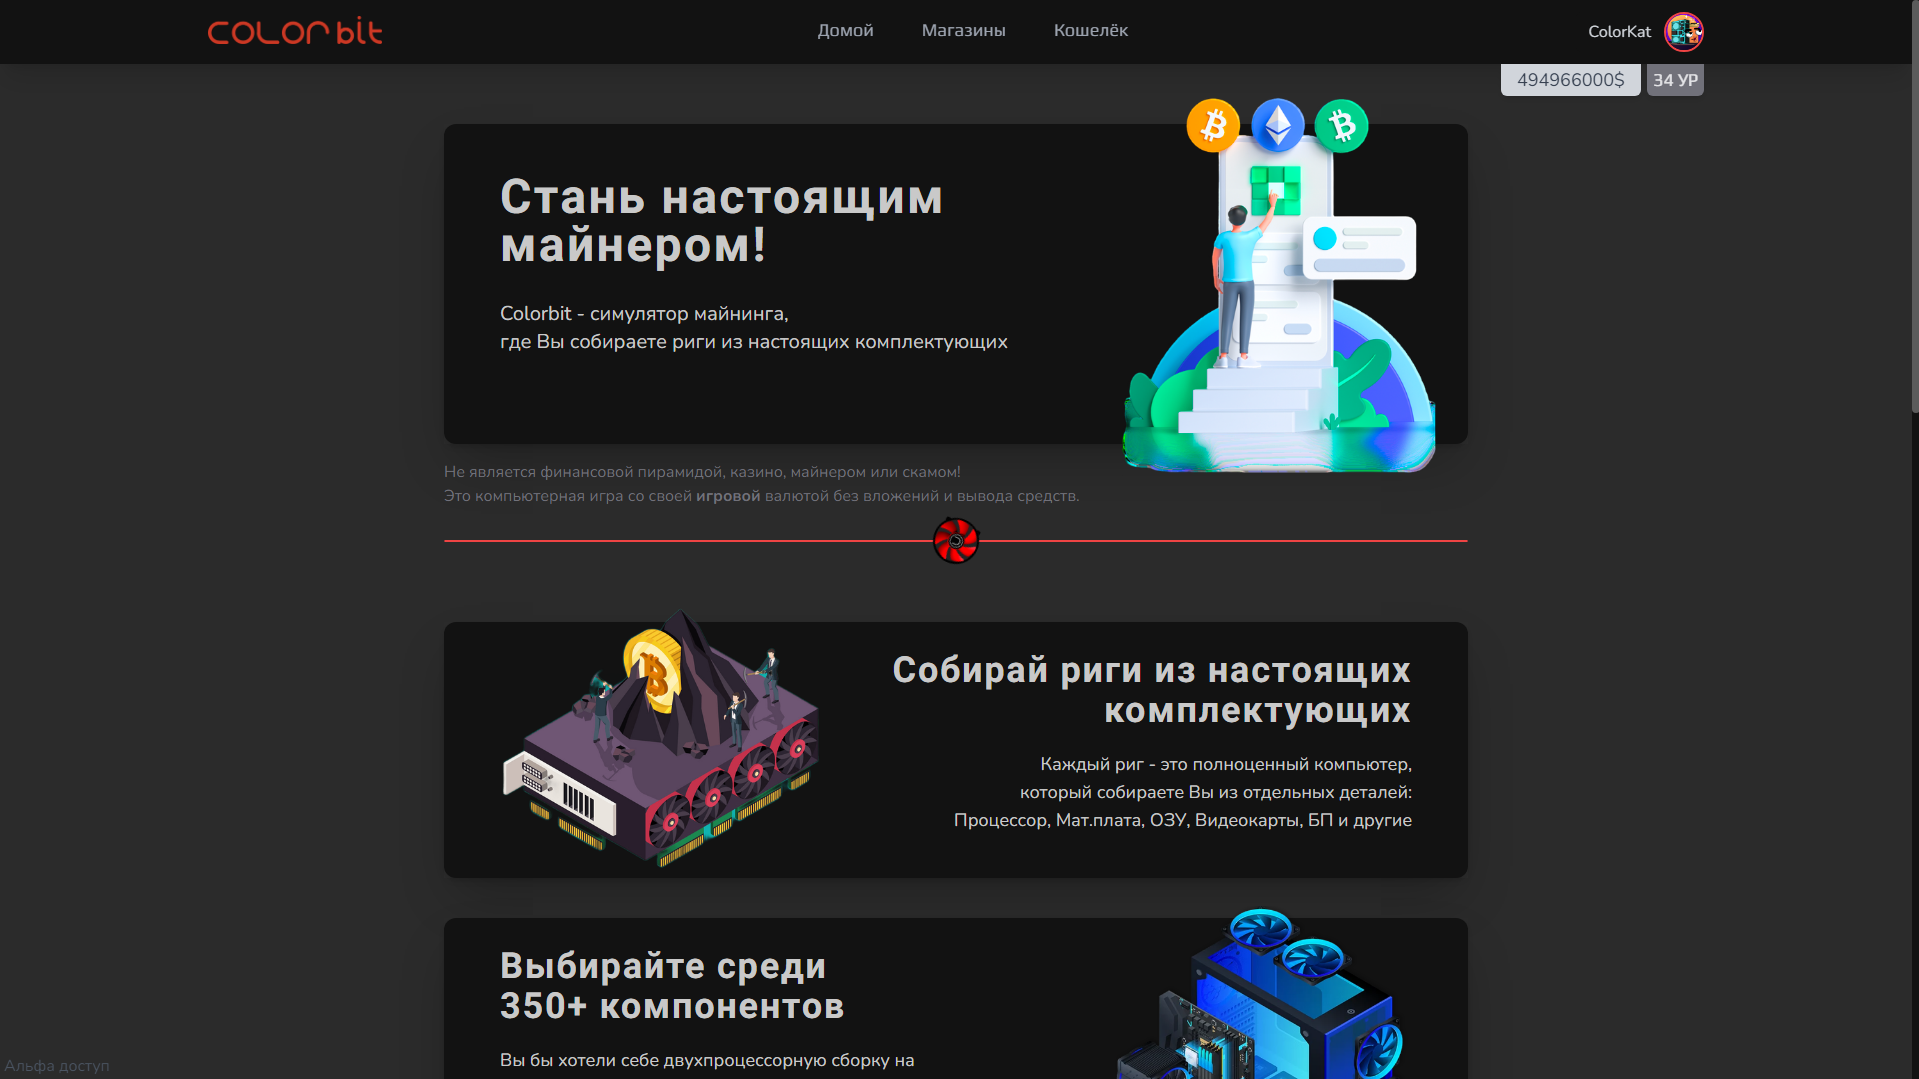 COLORbit
Домой
Магазины
Кошелёк
ColorKat
494966000$
34 УР
Стань настоящим
майнером!
Colorbit - симулятор майнинга,
где Вы собираете риги из настоящих комплектующих
Не является финансовой пирамидой, казино, майнером или скамом!
Это компьютерная игра со своей игровой валютой без вложений и вывода средств.
Собирай риги из настоящих
комплектующих
Каждый риг - это полноценный компьютер,
который собираете Вы из отдельных деталей:
Процессор, Мат.плата, ОЗУ, Видеокарты, БП и другие
Выбирайте среди
350+ компонентов
Вы бы хотели себе двухпроцессорную сборку на
Альфа доступ